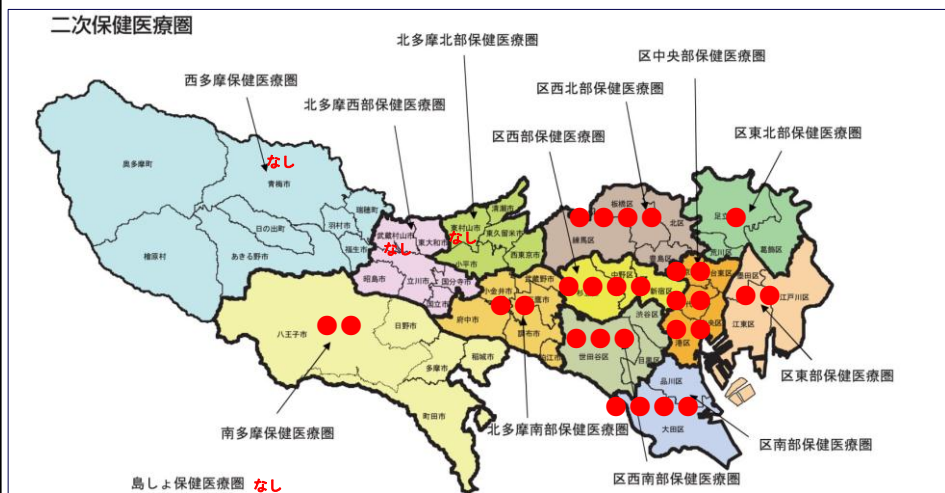 二次保健医療圏
北多摩北部保健医療圏
区中央部保健医療圏
西多摩保健医療圏
区西北部保健医療圏
北多摩西部保健医療圏
区西部保健医療圏
区東北部保健医療圏
奥多摩町
なし
青梅市
瑞穂町
羽村市
日の出町
福生市
檜原村
あきる野市
武蔵村山市
東大和市
なし
昭島市
立川市
国分寺市
国立市
清瀬市
東村山市
なし
東久留米市
小平市
西東京市
板橋区
北区
練馬区
豊島区
足立
荒川区
葛飾区
中野区
新宿区
渋谷区
台東区
墨田区
江戸川区
江東区
港区
武蔵野市
小金井市
府中市
調布市
狛江市
世田谷区
目黒区
品川区
大田区
八王子市
日野市
多摩市
稲城市
町田市
区東部保健医療圏
南多摩保健医療圏
北多摩南部保健医療圏
区南部保健医療圏
区西南部保健医療圏
島しょ保健医療圏 なし